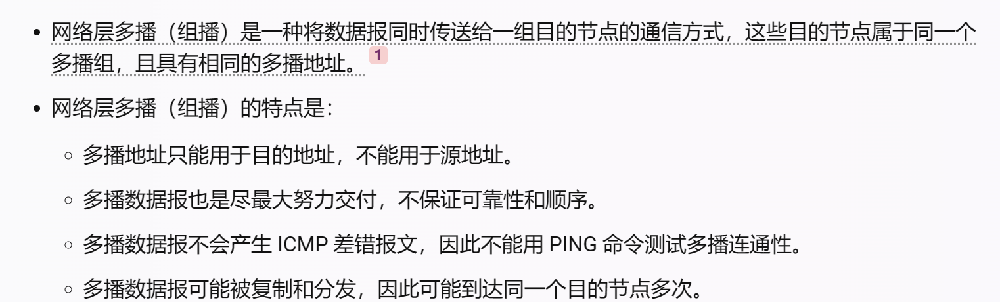 网络层多播（组播）是一种将数据报同时传送给一组目的节点的通信方式，这些目的节点属于同一个
多播组，且具有相同的多播地址。 1
网络层多播（组播）的特点是：
多播地址只能用于目的地址，不能用于源地址。
多播数据报也是尽最大努力交付，不保证可靠性和顺序。
多播数据报不会产生 ICMP 差错报文，因此不能用 PING 命令测试多播连通性。
多播数据报可能被复制和分发，因此可能到达同一个目的节点多次。